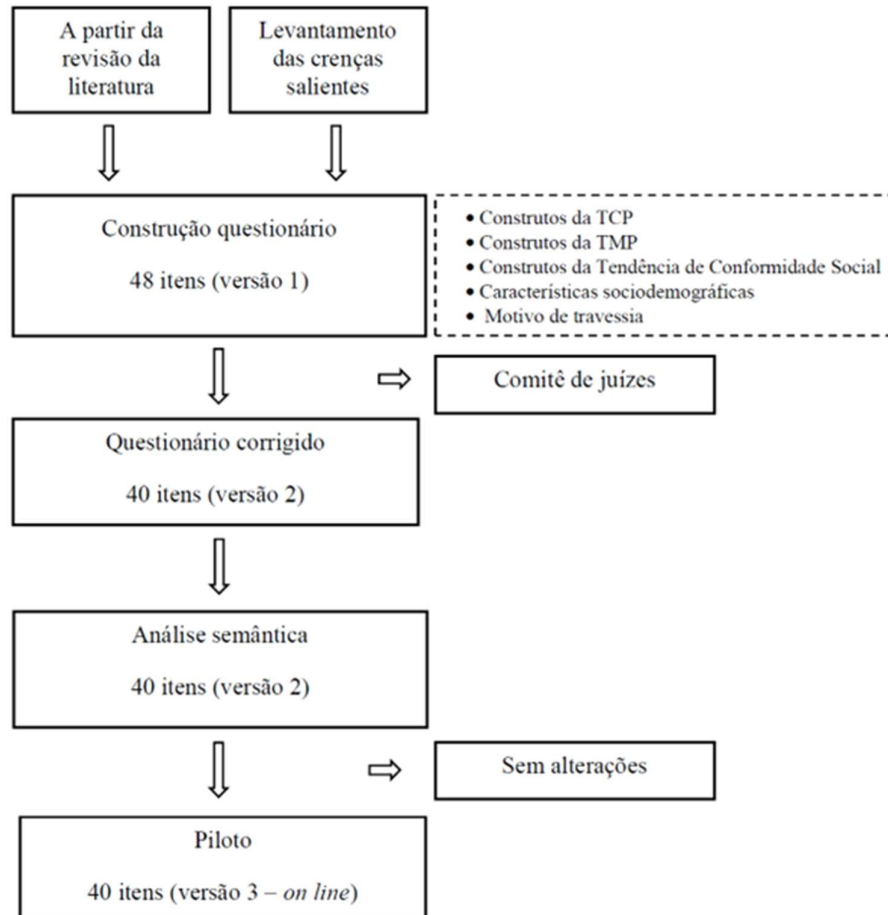 A partir da
revisão da
literatura
Levantamento
das crenças
salientes
Construção questionário
48 itens (versão 1)
• Construtos da TCP
• Construtos da TMP
• Construtos da Tendência de Conformidade Social
• Características sociodemográficas
• Motivo de travessia
Comitê de juízes
Questionário corrigido
40 itens (versão 2)
Análise semântica
40 itens (versão 2)
Sem alterações
Piloto
40 itens (versão 3 – on line)